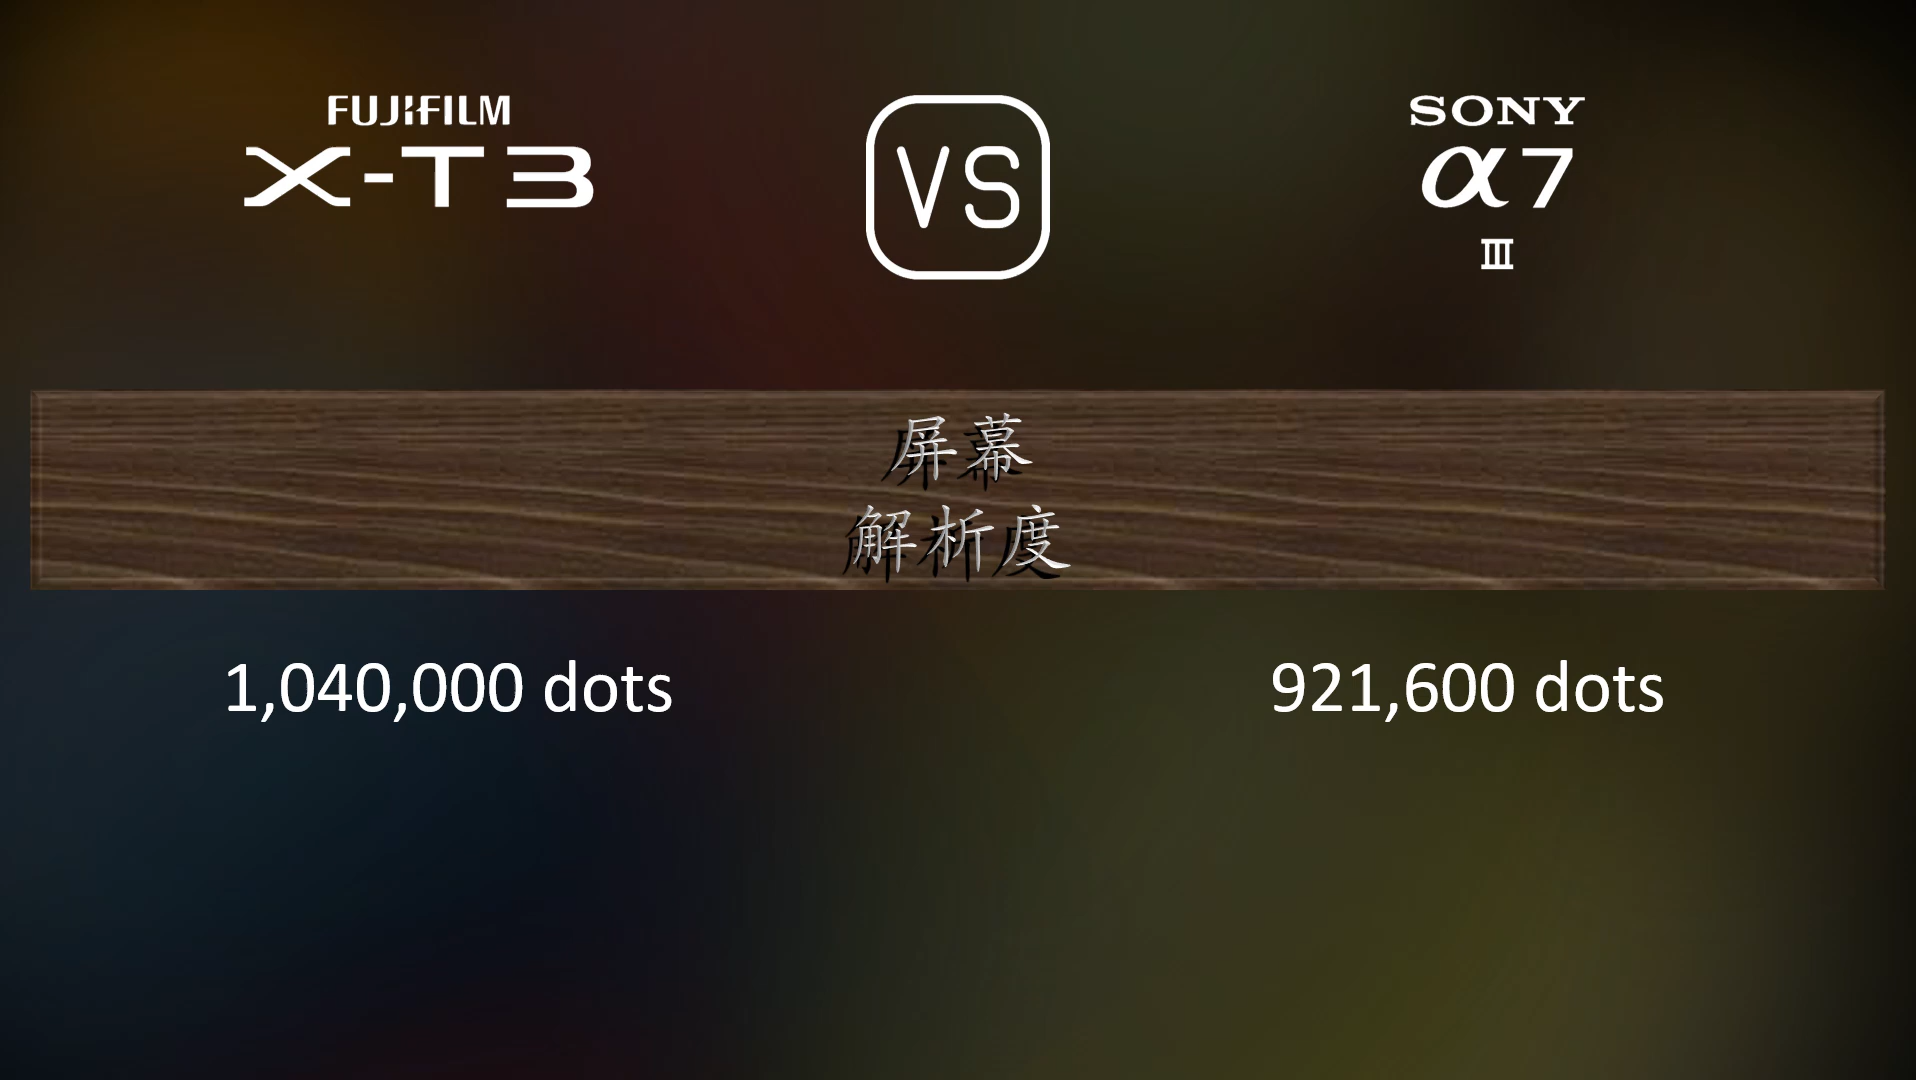 FUJIFILM
X-T3
VS
SONY
α7
III
屏幕
解析度
1,040,000 dots
921,600 dots